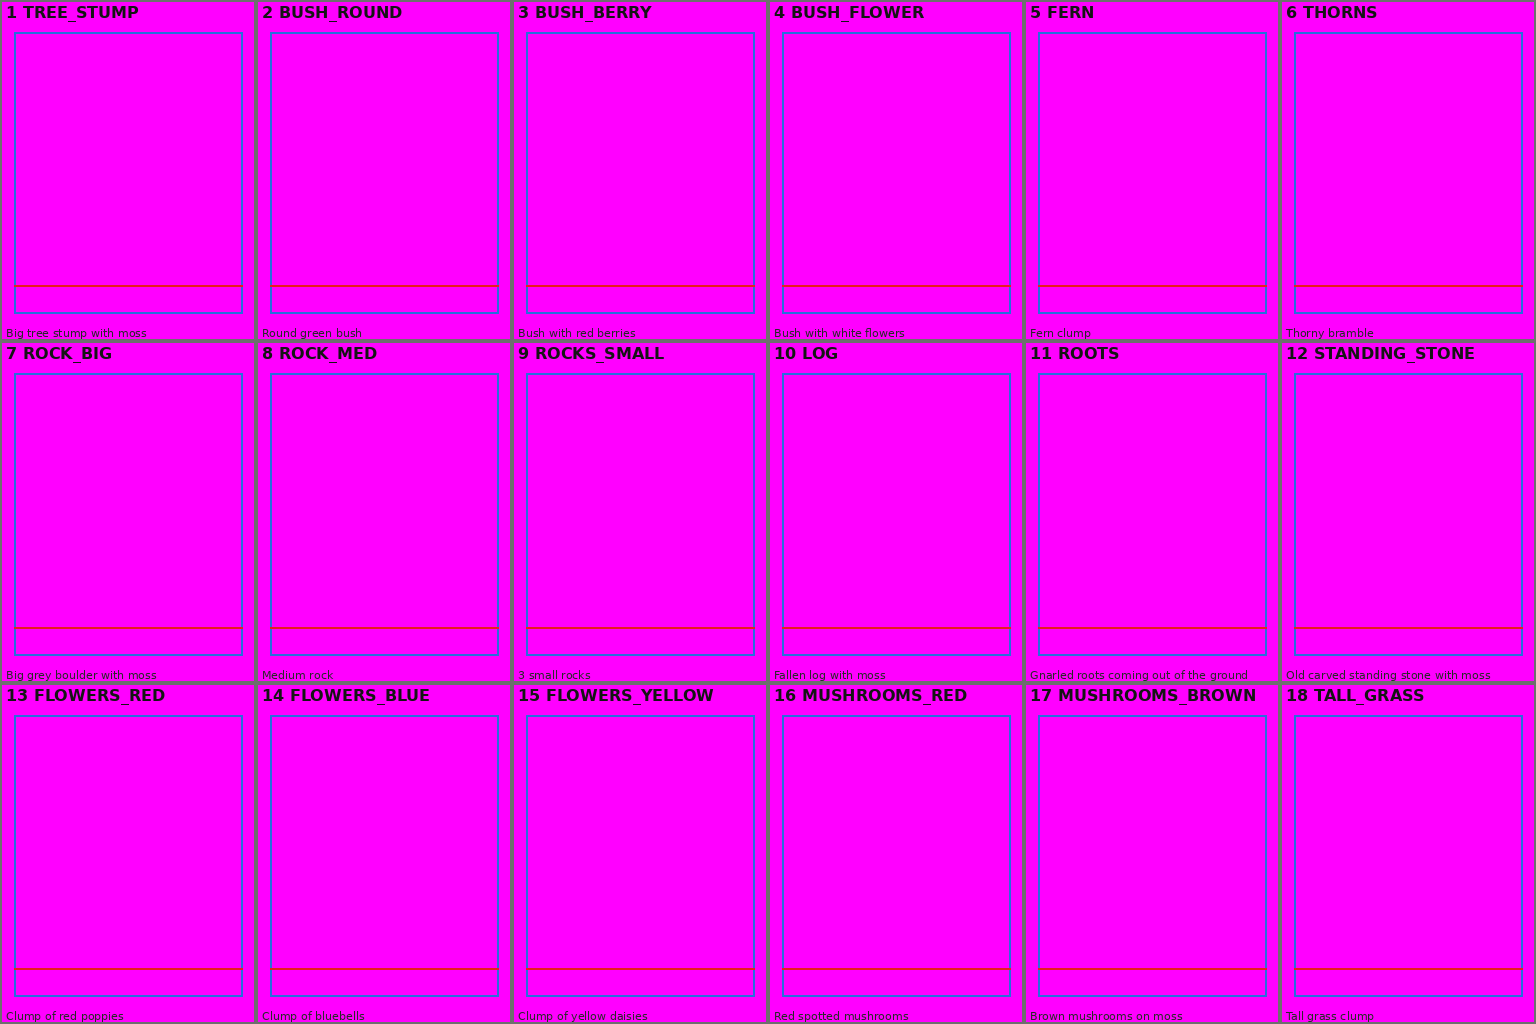 1 TREE_STUMP
2 BUSH_ROUND
3 BUSH_BERRY
4 BUSH_FLOWER
5 FERN
6 THORNS
Big tree stump with moss
Round green bush
Bush with red berries
Bush with white flowers
Fern clump
Thorny bramble
7 ROCK_BIG
8 ROCK_MED
9 ROCKS_SMALL
10 LOG
11 ROOTS
12 STANDING_STONE
Big grey boulder with moss
Medium rock
3 small rocks
Fallen log with moss
Gnarled roots coming out of the ground
Old carved standing stone with moss
13 FLOWERS_RED
14 FLOWERS_BLUE
15 FLOWERS_YELLOW
16 MUSHROOMS_RED
17 MUSHROOMS_BROWN
18 TALL_GRASS
Clump of red poppies
Clump of bluebells
Clump of yellow daisies
Red spotted mushrooms
Brown mushrooms on moss
Tall grass clump